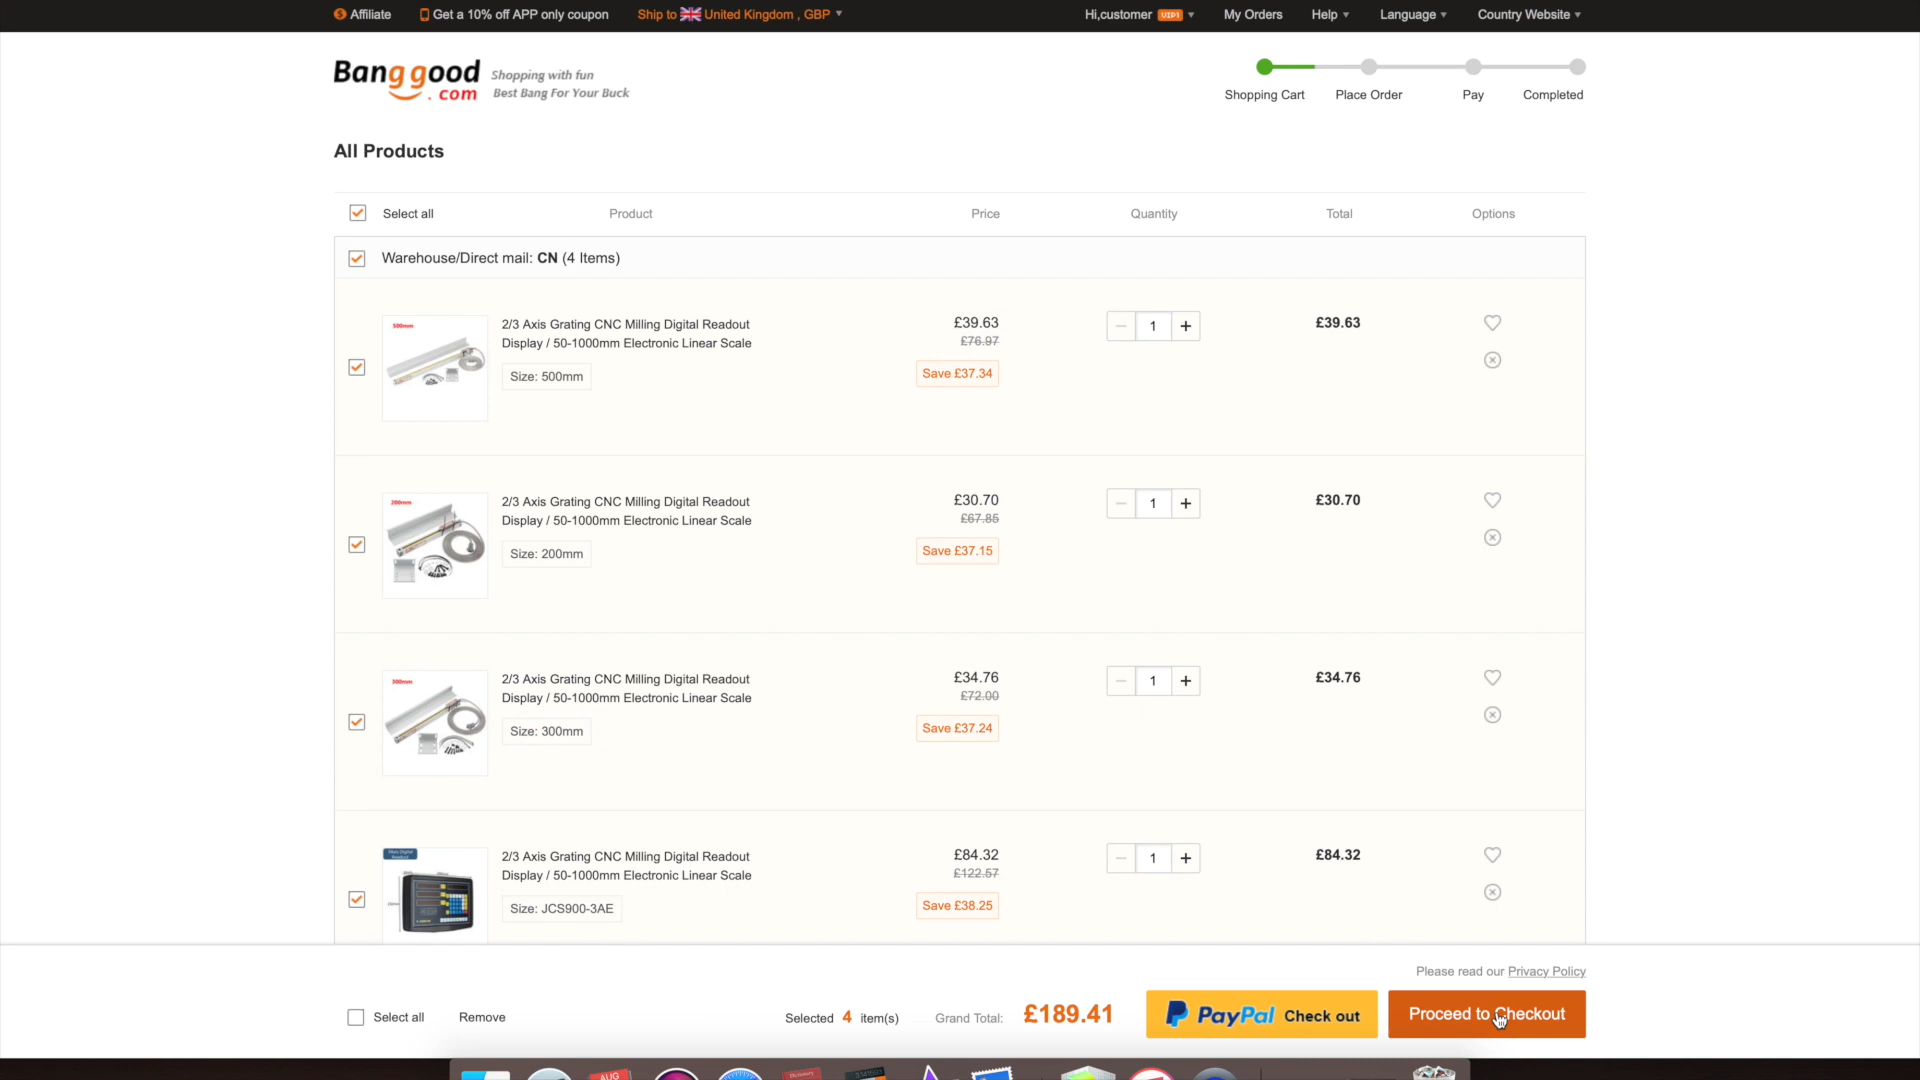 Affiliate
Get a 10% off APP only coupon
Ship to United Kingdom , GBP
Hi,customer VIP1
My Orders
Help
Language
Country Website
Banggood
.com
Shopping with fun
Best Bang For Your Buck
Shopping Cart
Place Order
Pay
Completed
All Products
Select all
Product
Price
Quantity
Total
Options
Warehouse/Direct mail: CN (4 Items)
500mm
2/3 Axis Grating CNC Milling Digital Readout
Display / 50-1000mm Electronic Linear Scale
Size: 500mm
£39.63
£76.97
Save £37.34
1
£39.63
200mm
2/3 Axis Grating CNC Milling Digital Readout
Display / 50-1000mm Electronic Linear Scale
Size: 200mm
£30.70
£67.85
Save £37.15
1
£30.70
300mm
2/3 Axis Grating CNC Milling Digital Readout
Display / 50-1000mm Electronic Linear Scale
Size: 300mm
£34.76
£72.00
Save £37.24
1
£34.76
2/3 Axis Grating CNC Milling Digital Readout
Display / 50-1000mm Electronic Linear Scale
Size: JCS900-3AE
£84.32
£122.57
Save £38.25
1
£84.32
Please read our Privacy Policy
Select all
Remove
Selected 4 item(s)
Grand Total: £189.41
PayPal Check out
Proceed to Checkout
AUG
Dictionary